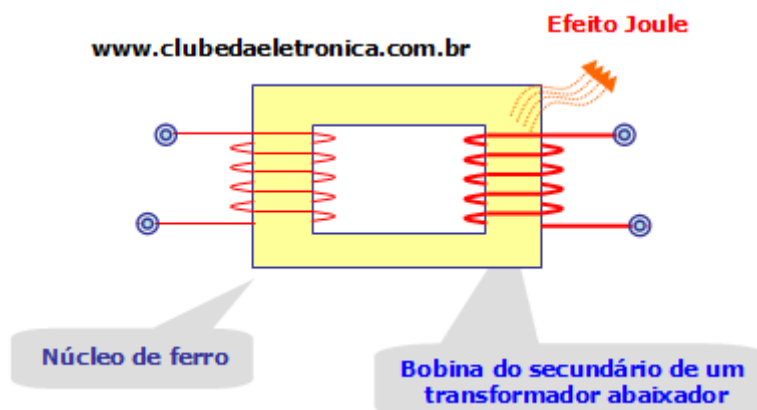 Efeito Joule
www.clubedaeletronica.com.br
Núcleo de ferro
Bobina do secundário de um
transformador abaixador